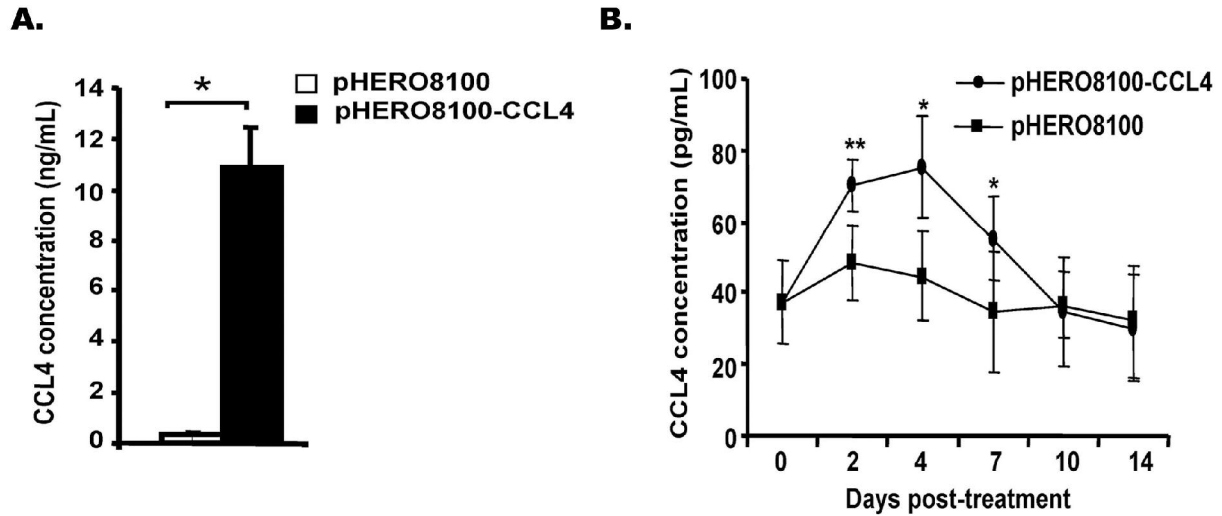 A.
CCL4 concentration (ng/mL)
14
12
10
8
6
4
2
0
*
pHERO8100
pHERO8100-CCL4
B.
CCL4 concentration (pg/mL)
100
80
60
40
20
0
**
*
*
pHERO8100-CCL4
pHERO8100
0 2 4 7 10 14
Days post-treatment